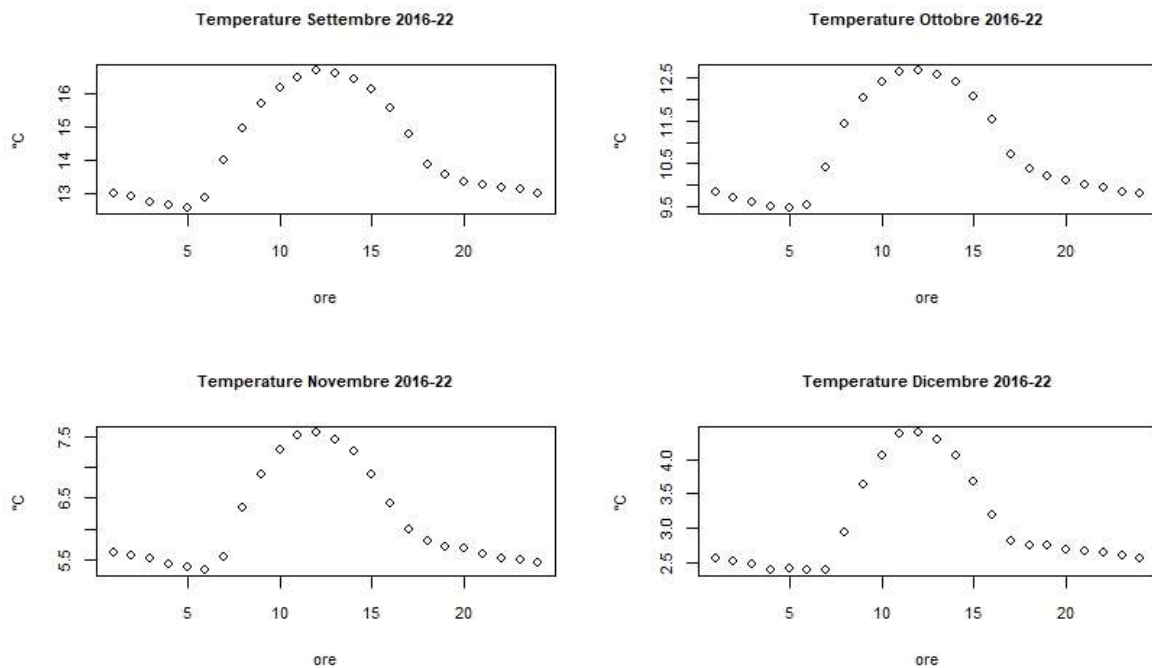 Temperature Settembre 2016-22
°C
16
15
14
13
5 10 15 20
ore
Temperature Ottobre 2016-22
°C
12.5
11.5
10.5
9.5
5 10 15 20
ore
Temperature Novembre 2016-22
°C
7.5
6.5
5.5
5 10 15 20
ore
Temperature Dicembre 2016-22
°C
4.0
3.5
3.0
2.5
5 10 15 20
ore